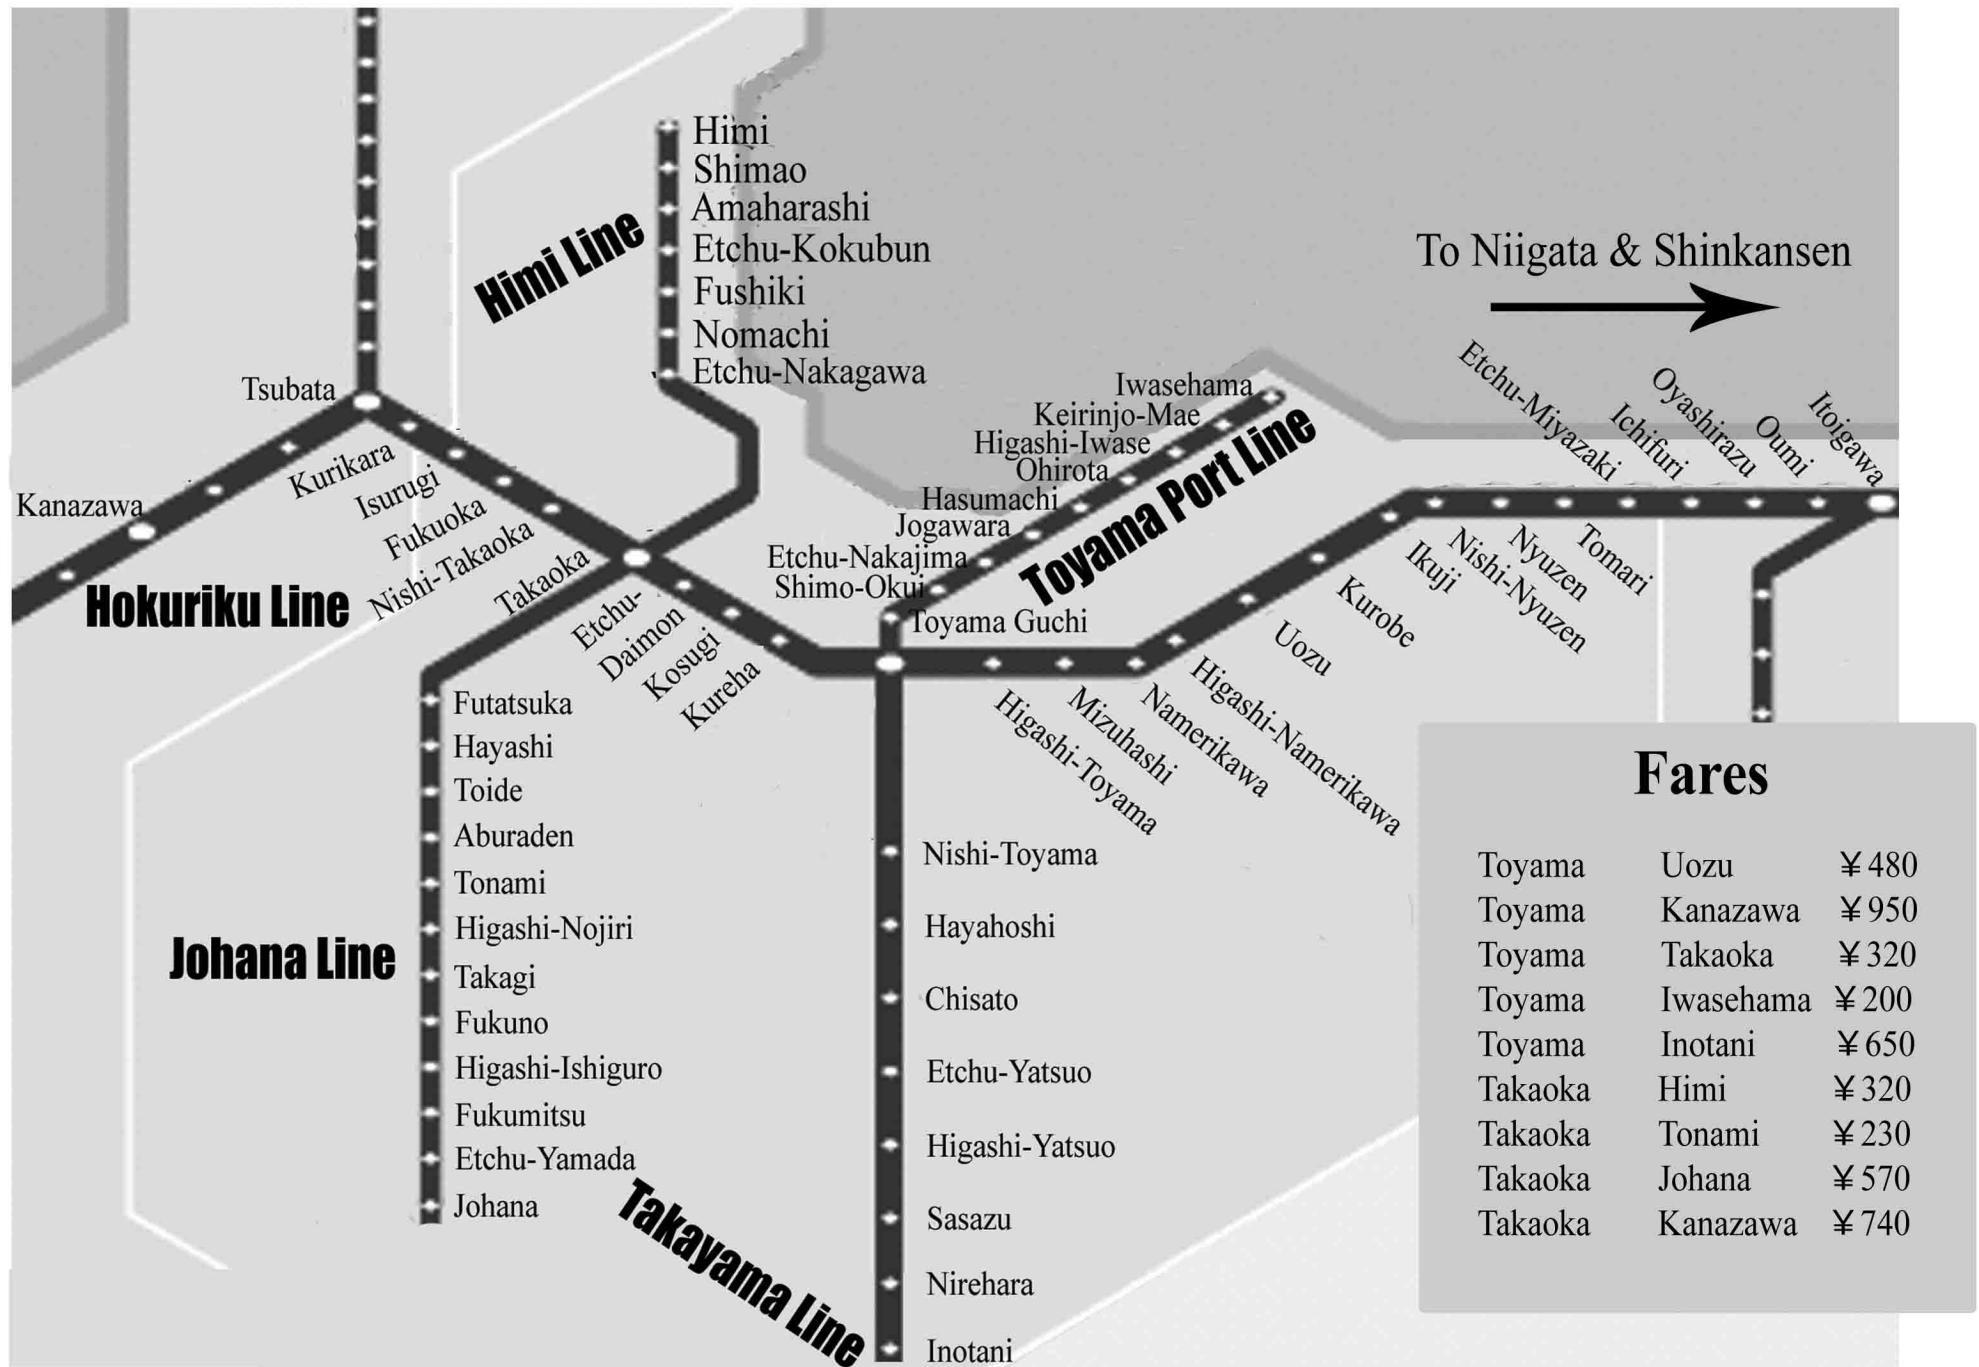 Himi
Shimao
Amaharashi
Etchu-Kokubun
Fushiki
Nomachi
Etchu-Nakagawa
Himi Line
To Niigata & Shinkansen
Tsubata
Kanazawa
Hokuriku Line
Kurikara
Isurugi
Fukuoka
Nishi-Takaoka
Takaoka
Etchu-
Daimon
Kosugi
Kureha
Iwasehama
Keirinjo-Mae
Higashi-Iwase
Ohirota
Hasumachi
Jogawara
Etchu-Nakajima
Shimo-Okui
Toyama Guchi
Toyama Port Line
Higashi-Toyama
Mizuhashi
Namerikawa
Higashi-Namerikawa
Uozu
Kurobe
Ikuji
Nishi-Nyuzen
Nyuzen
Tomari
Etchu-Miyazaki
Ichifuri
Oyashirazu
Oumi
Itoigawa
Futatsuka
Hayashi
Toide
Aburaden
Tonami
Higashi-Nojiri
Takagi
Fukuno
Higashi-Ishiguro
Fukumitsu
Etchu-Yamada
Johana
Johana Line
Nishi-Toyama
Hayahoshi
Chisato
Etchu-Yatsuo
Higashi-Yatsuo
Sasazu
Nirehara
Inotani
Takayama Line
Fares
Toyama Uozu ¥480
Toyama Kanazawa ¥950
Toyama Takaoka ¥320
Toyama Iwasehama ¥200
Toyama Inotani ¥650
Takaoka Himi ¥320
Takaoka Tonami ¥230
Takaoka Johana ¥570
Takaoka Kanazawa ¥740